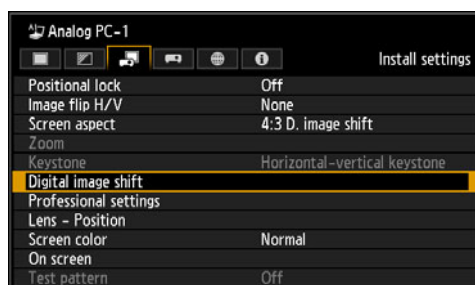 Analog PC-1
Install settings
Positional lock Off
Image flip H/V None
Screen aspect 4:3 D. image shift
Zoom
Keystone Horizontal-vertical keystone
Digital image shift
Professional settings
Lens - Position
Screen color Normal
On screen
Test pattern Off